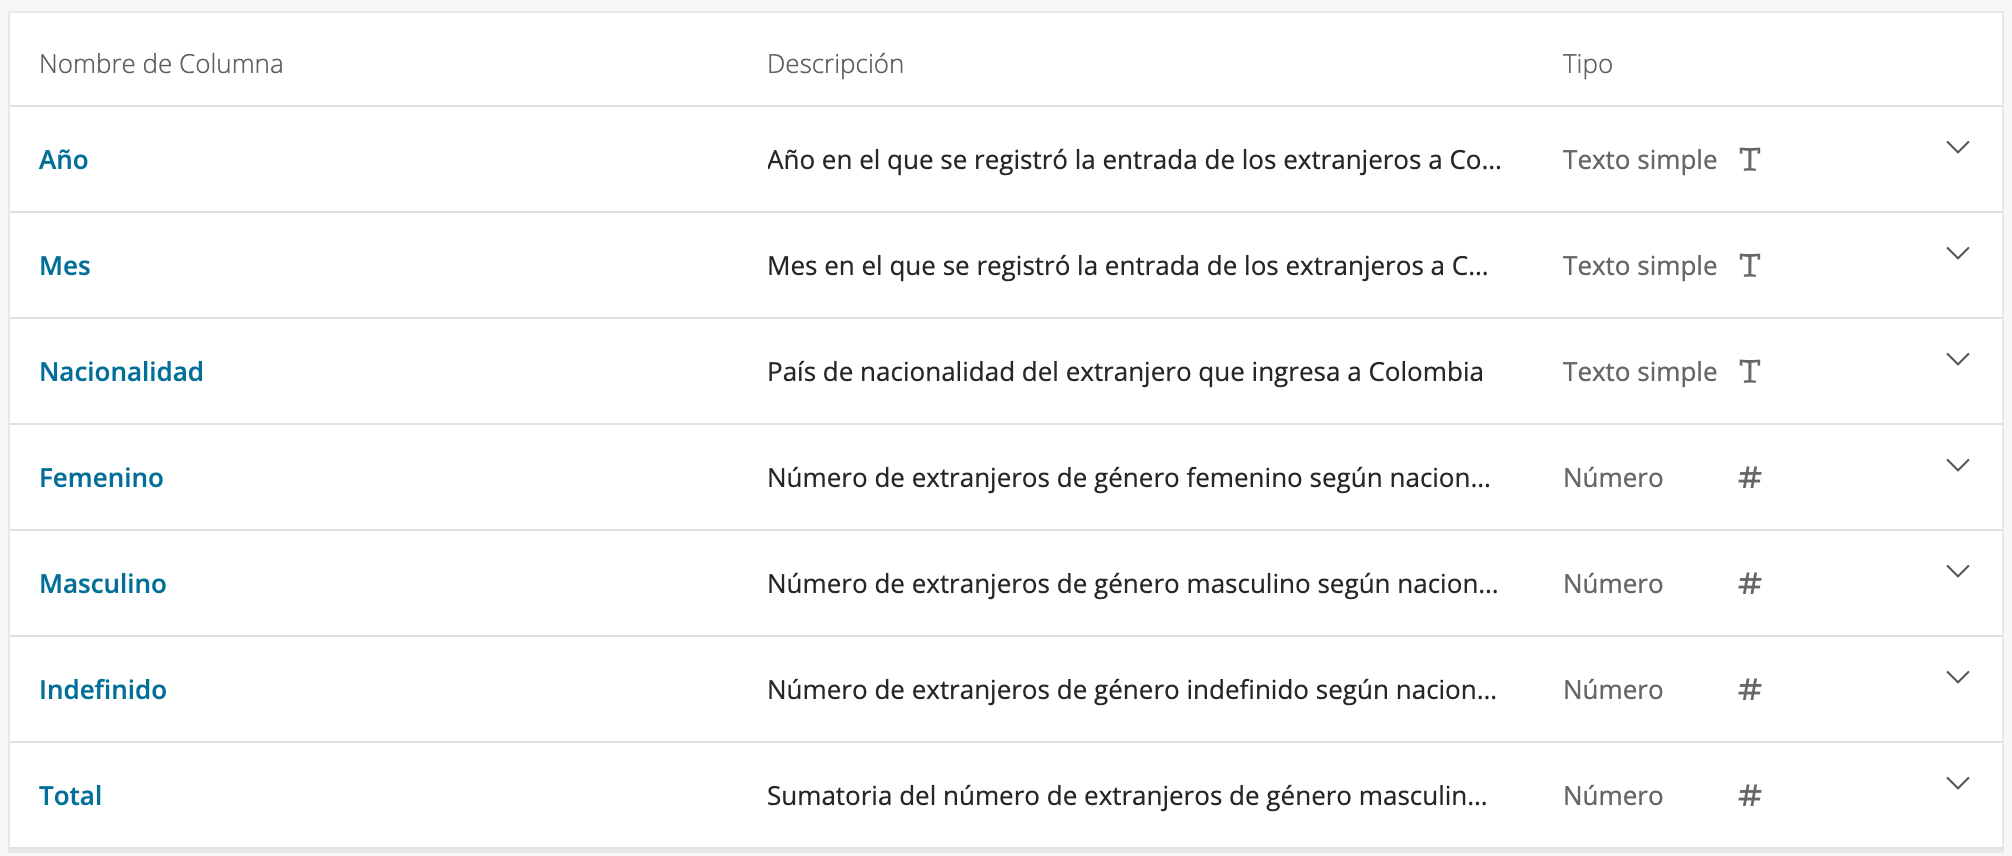 Nombre de Columna Descripción Tipo
Año Año en el que se registró la entrada de los extranjeros a Co... Texto simple
Mes Mes en el que se registró la entrada de los extranjeros a C... Texto simple
Nacionalidad País de nacionalidad del extranjero que ingresa a Colombia Texto simple
Femenino Número de extranjeros de género femenino según nacion... Número #
Masculino Número de extranjeros de género masculino según nacion... Número #
Indefinido Número de extranjeros de género indefinido según nacion... Número #
Total Sumatoria del número de extranjeros de género masculin... Número #